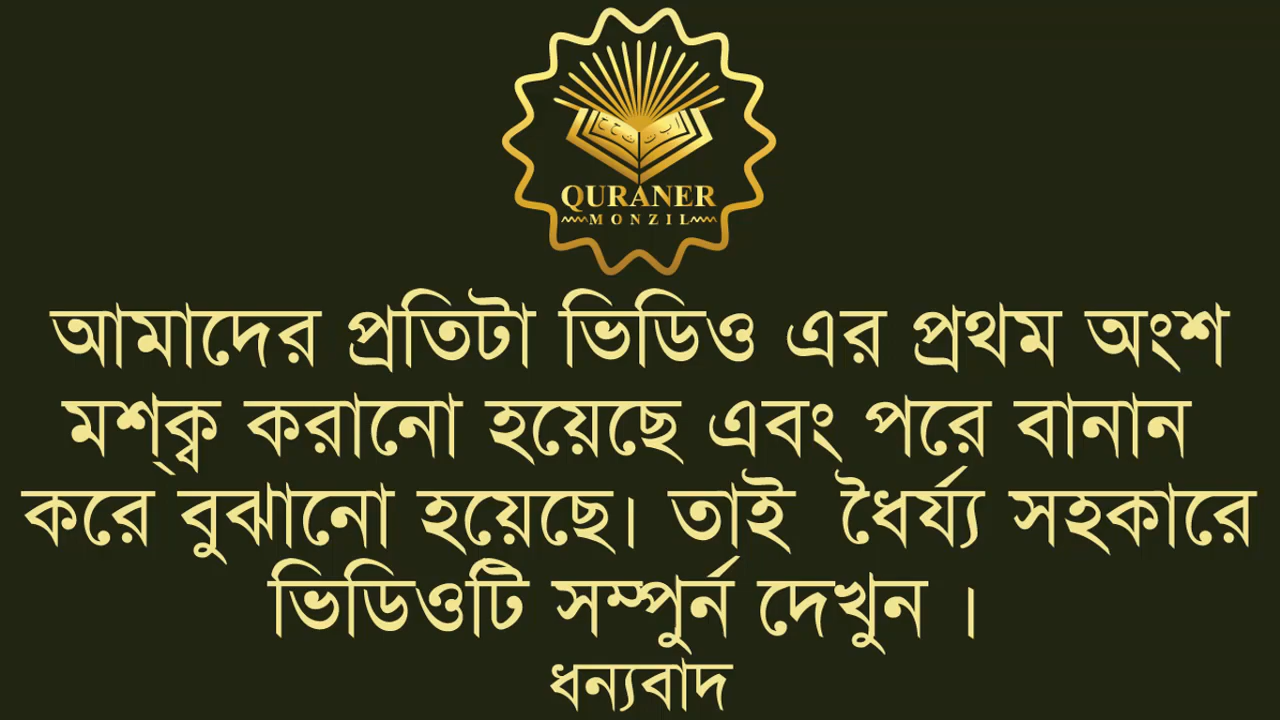 QURANER
MONZIL
আমাদের প্রতিটা ভিডিও এর প্রথম অংশ
মশ্‌ক্ব করানো হয়েছে এবং পরে বানান
করে বুঝানো হয়েছে। তাই ধৈর্য্য সহকারে
ভিডিওটি সম্পুর্ন দেখুন ।
ধন্যবাদ